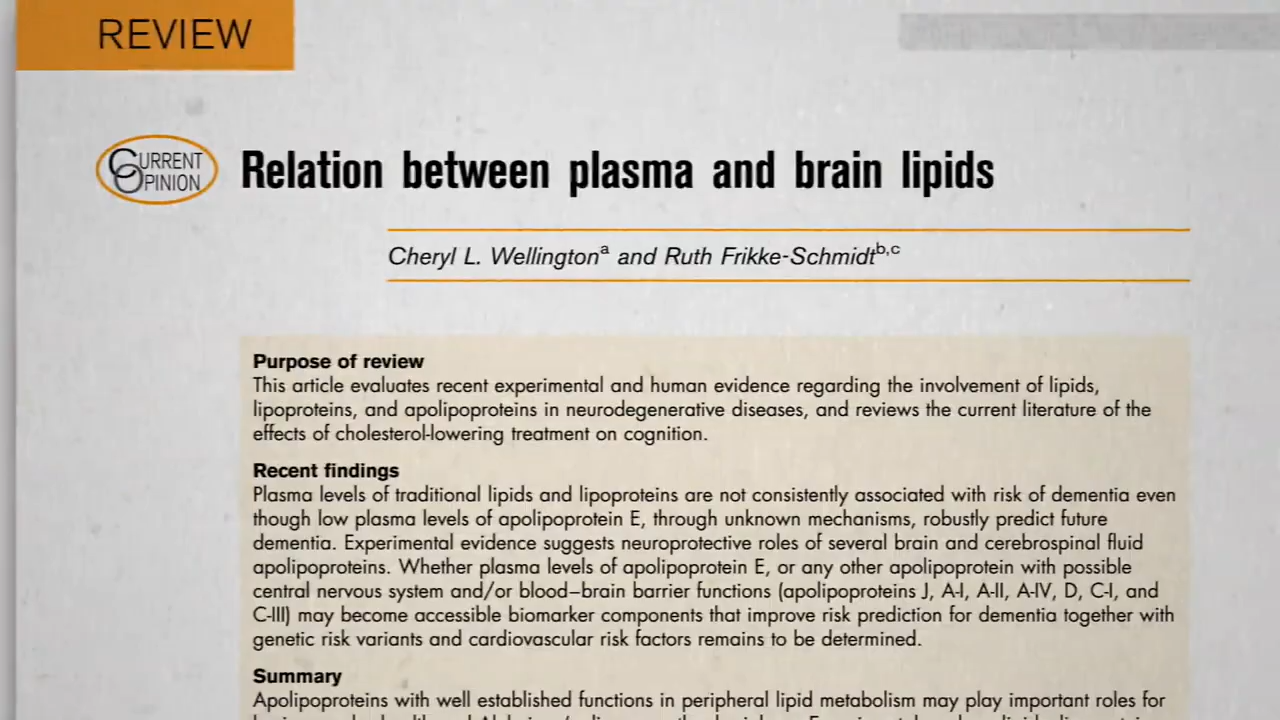 REVIEW
CURRENT
OPINION
Relation between plasma and brain lipids
Cheryl L. Wellingtonᵃ and Ruth Frikke-Schmidtᵇ,ᶜ
Purpose of review
This article evaluates recent experimental and human evidence regarding the involvement of lipids,
lipoproteins, and apolipoproteins in neurodegenerative diseases, and reviews the current literature of the
effects of cholesterol-lowering treatment on cognition.
Recent findings
Plasma levels of traditional lipids and lipoproteins are not consistently associated with risk of dementia even
though low plasma levels of apolipoprotein E, through unknown mechanisms, robustly predict future
dementia. Experimental evidence suggests neuroprotective roles of several brain and cerebrospinal fluid
apolipoproteins. Whether plasma levels of apolipoprotein E, or any other apolipoprotein with possible
central nervous system and/or blood–brain barrier functions (apolipoproteins J, A-I, A-II, A-IV, D, C-I, and
C-III) may become accessible biomarker components that improve risk prediction for dementia together with
genetic risk variants and cardiovascular risk factors remains to be determined.
Summary
Apolipoproteins with well established functions in peripheral lipid metabolism may play important roles for